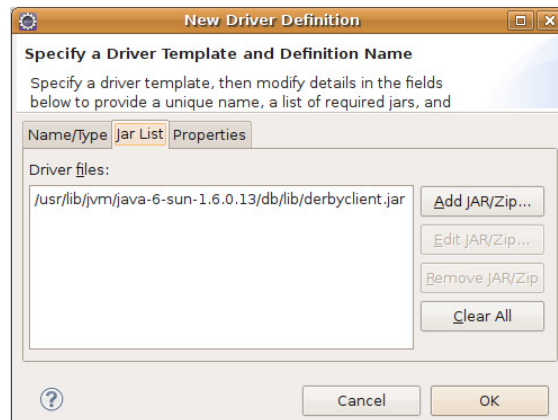 New Driver Definition
Specify a Driver Template and Definition Name
Specify a driver template, then modify details in the fields
below to provide a unique name, a list of required jars, and
Name/Type Jar List Properties
Driver files:
/usr/lib/jvm/java-6-sun-1.6.0.13/db/lib/derbyclient.jar
Add JAR/Zip...
Edit JAR/Zip...
Remove JAR/Zip
Clear All
? Cancel OK